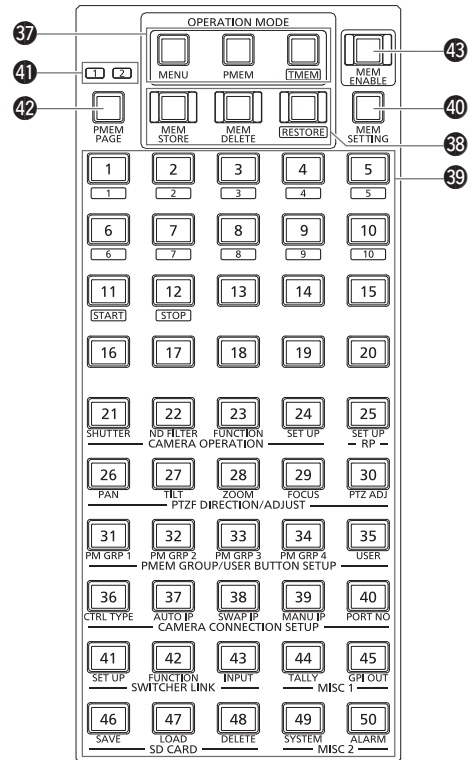 OPERATION MODE
37 43
41 1 2 MENU PMEM TMEM MEM ENABLE
42 40
PMEM PAGE MEM STORE MEM DELETE RESTORE MEM SETTING
38
1 2 3 4 5 39
1 2 3 4 5
6 7 8 9 10
6 7 8 9 10
11 12 13 14 15
START STOP
16 17 18 19 20
21 22 23 24 25
SHUTTER ND FILTER FUNCTION SET UP SET UP
CAMERA OPERATION RP
26 27 28 29 30
PAN TILT ZOOM FOCUS PTZ ADJ
PTZF DIRECTION/ADJUST
31 32 33 34 35
PM GRP 1 PM GRP 2 PM GRP 3 PM GRP 4 USER
PMEM GROUP/USER BUTTON SETUP
36 37 38 39 40
CTRL TYPE AUTO IP SWAP IP MANU IP PORT NO
CAMERA CONNECTION SETUP
41 42 43 44 45
SET UP FUNCTION INPUT TALLY GPI OUT
SWITCHER LINK MISC 1
46 47 48 49 50
SAVE LOAD DELETE SYSTEM ALARM
SD CARD MISC 2